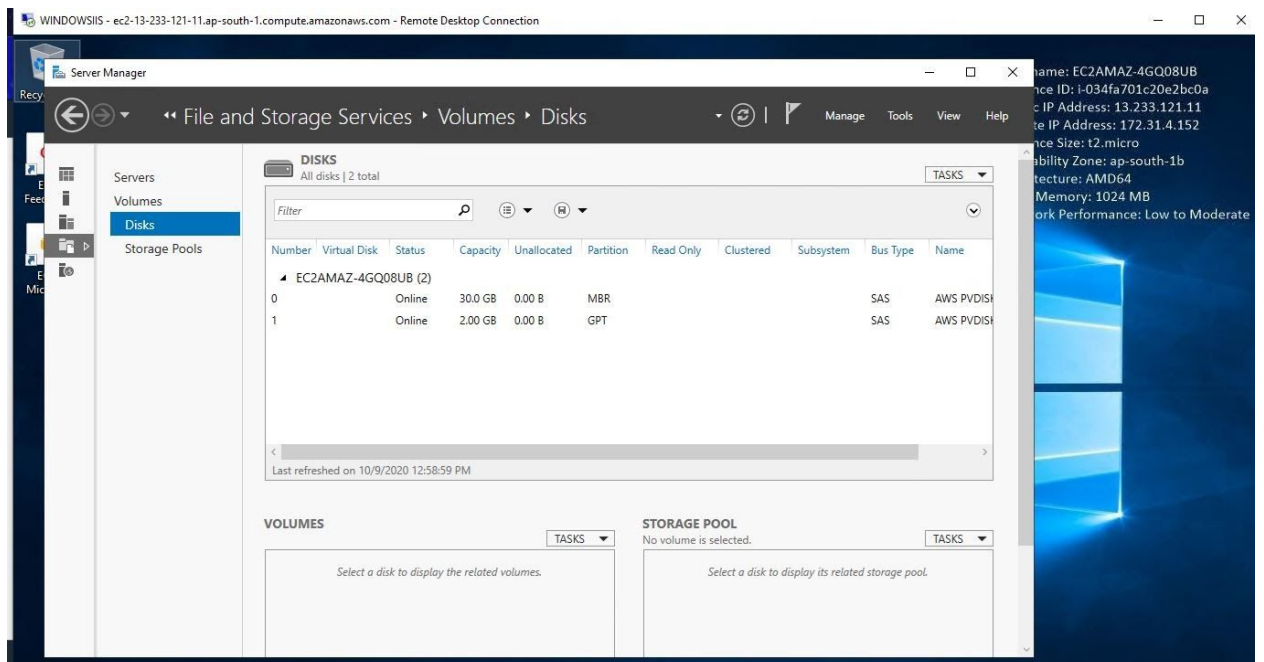 WINDOWSIIS - ec2-13-233-121-11.ap-south-1.compute.amazonaws.com - Remote Desktop Connection
Server Manager
File and Storage Services Volumes Disks
Manage Tools View Help
Servers
Volumes
Disks
Storage Pools
DISKS
All disks | 2 total
TASKS
Filter
Number Virtual Disk Status Capacity Unallocated Partition Read Only Clustered Subsystem Bus Type Name
EC2AMAZ-4GQ08UB (2)
0 Online 30.0 GB 0.00 B MBR SAS AWS PVDISK
1 Online 2.00 GB 0.00 B GPT SAS AWS PVDISK
Last refreshed on 10/9/2020 12:58:59 PM
VOLUMES
TASKS
Select a disk to display the related volumes.
STORAGE POOL
No volume is selected.
TASKS
Select a disk to display its related storage pool.
name: EC2AMAZ-4GQ08UB
nce ID: i-034fa701c20e2bc0a
c IP Address: 13.233.121.11
te IP Address: 172.31.4.152
nce Size: t2.micro
ability Zone: ap-south-1b
tecture: AMD64
Memory: 1024 MB
ork Performance: Low to Moderate
Recy
E
Feed
E
Mic